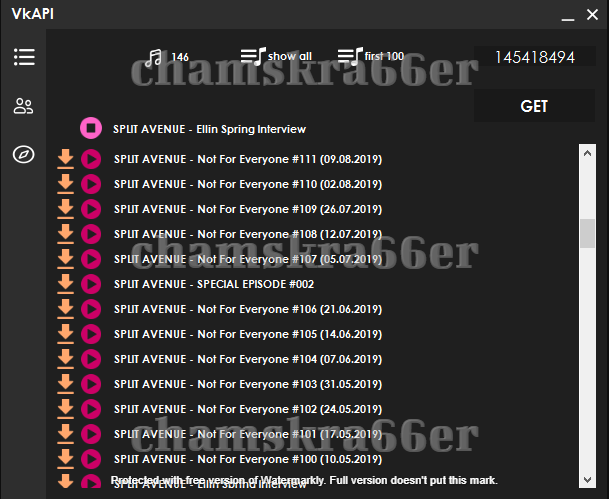 VkAPI
146
show all
first 100
145418494
chamskra66er
GET
SPLIT AVENUE - Ellin Spring Interview
SPLIT AVENUE - Not For Everyone #111 (09.08.2019)
SPLIT AVENUE - Not For Everyone #110 (02.08.2019)
SPLIT AVENUE - Not For Everyone #109 (26.07.2019)
SPLIT AVENUE - Not For Everyone #108 (12.07.2019)
chamskra66er
SPLIT AVENUE - Not For Everyone #107 (05.07.2019)
SPLIT AVENUE - SPECIAL EPISODE #002
SPLIT AVENUE - Not For Everyone #106 (21.06.2019)
SPLIT AVENUE - Not For Everyone #105 (14.06.2019)
SPLIT AVENUE - Not For Everyone #104 (07.06.2019)
SPLIT AVENUE - Not For Everyone #103 (31.05.2019)
SPLIT AVENUE - Not For Everyone #102 (24.05.2019)
SPLIT AVENUE - Not For Everyone #101 (17.05.2019)
chamskra66er
SPLIT AVENUE - Not For Everyone #100 (10.05.2019)
Protected with free version of Watermarkly. Full version doesn't put this mark.
SPLIT AVENUE - Ellin Spring Interview